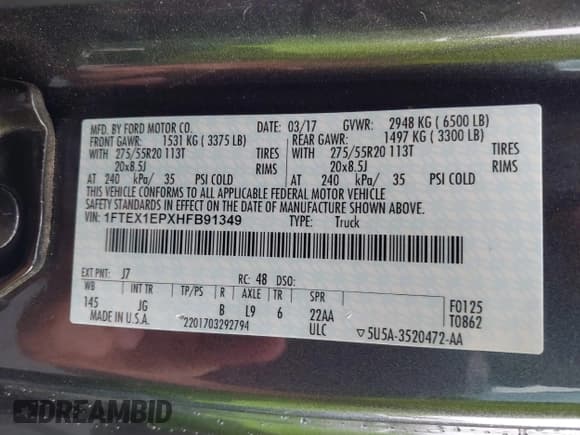 MFD. BY FORD MOTOR CO. DATE: 03/17 GVWR: 2948 KG ( 6500 LB)
FRONT GAWR: 1531 KG ( 3375 LB) REAR GAWR: 1497 KG ( 3300 LB)
WITH 275/55R20 113T TIRES WITH 275/55R20 113T TIRES
20x8.5J RIMS 20x8.5J RIMS
AT 240 kPa/ 35 PSI COLD AT 240 kPa/ 35 PSI COLD
THIS VEHICLE CONFORMS TO ALL APPLICABLE FEDERAL MOTOR VEHICLE
SAFETY STANDARDS IN EFFECT ON THE DATE OF MANUFACTURE SHOWN ABOVE.
VIN: 1FTEX1EPXHFB91349 TYPE: Truck
EXT PNT: J7 RC: 48 DSO:
WB INT TR TP/PS R AXLE TR SPR F0125
145 JG B L9 6 22AA T0862
MADE IN U.S.A. 2201703292794 ULC ▽5U5A-3520472-AA
DREAMBID